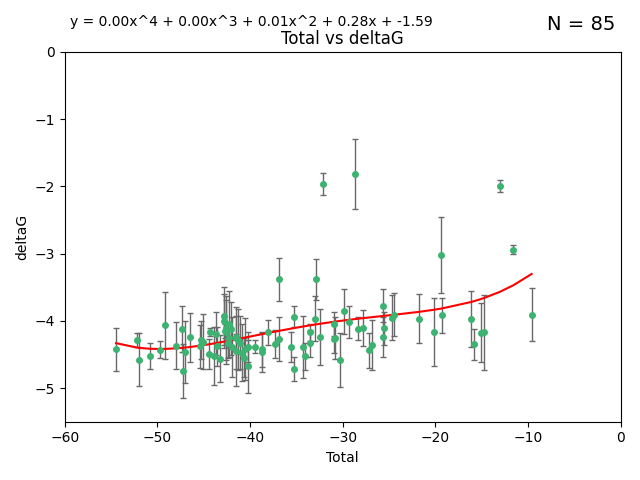 y = 0.00x^4 + 0.00x^3 + 0.01x^2 + 0.28x + -1.59
N = 85
Total vs deltaG
0
−1
−2
−3
−4
−5
deltaG
−60 −50 −40 −30 −20 −10 0
Total